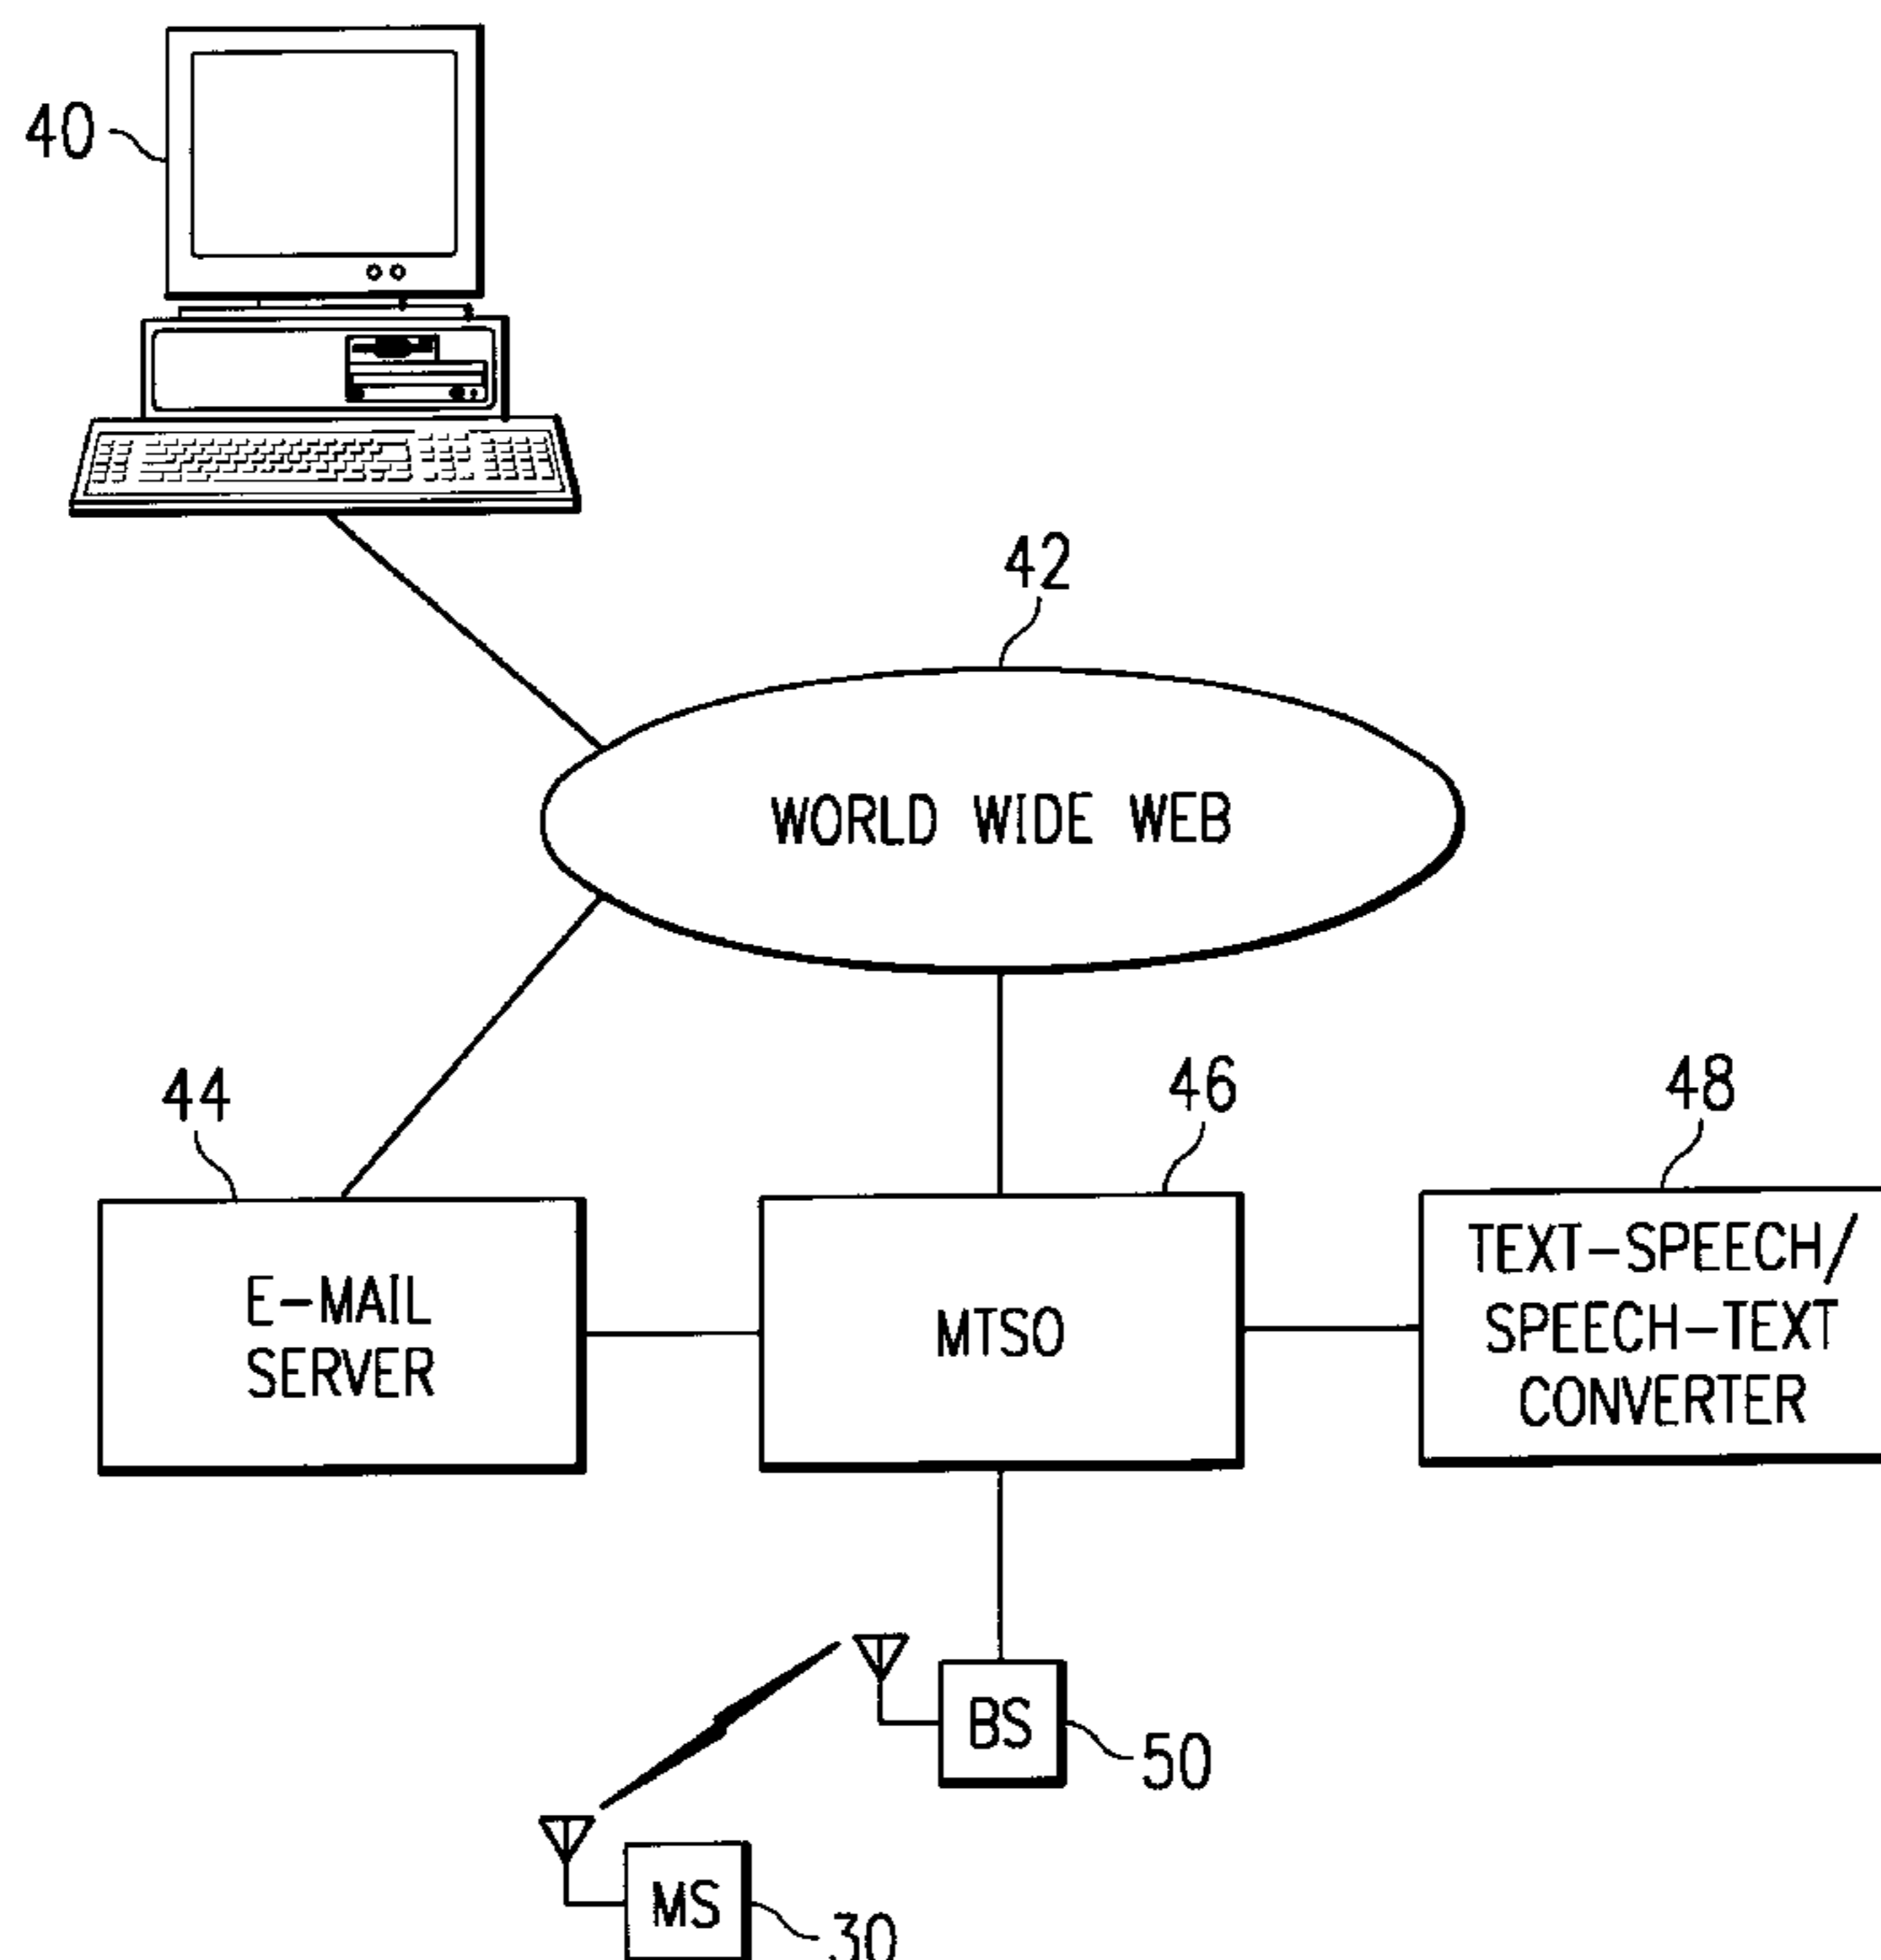 40
42
WORLD WIDE WEB
44
46
48
E-MAIL
SERVER
MTSO
TEXT-SPEECH/
SPEECH-TEXT
CONVERTER
BS
50
MS
30